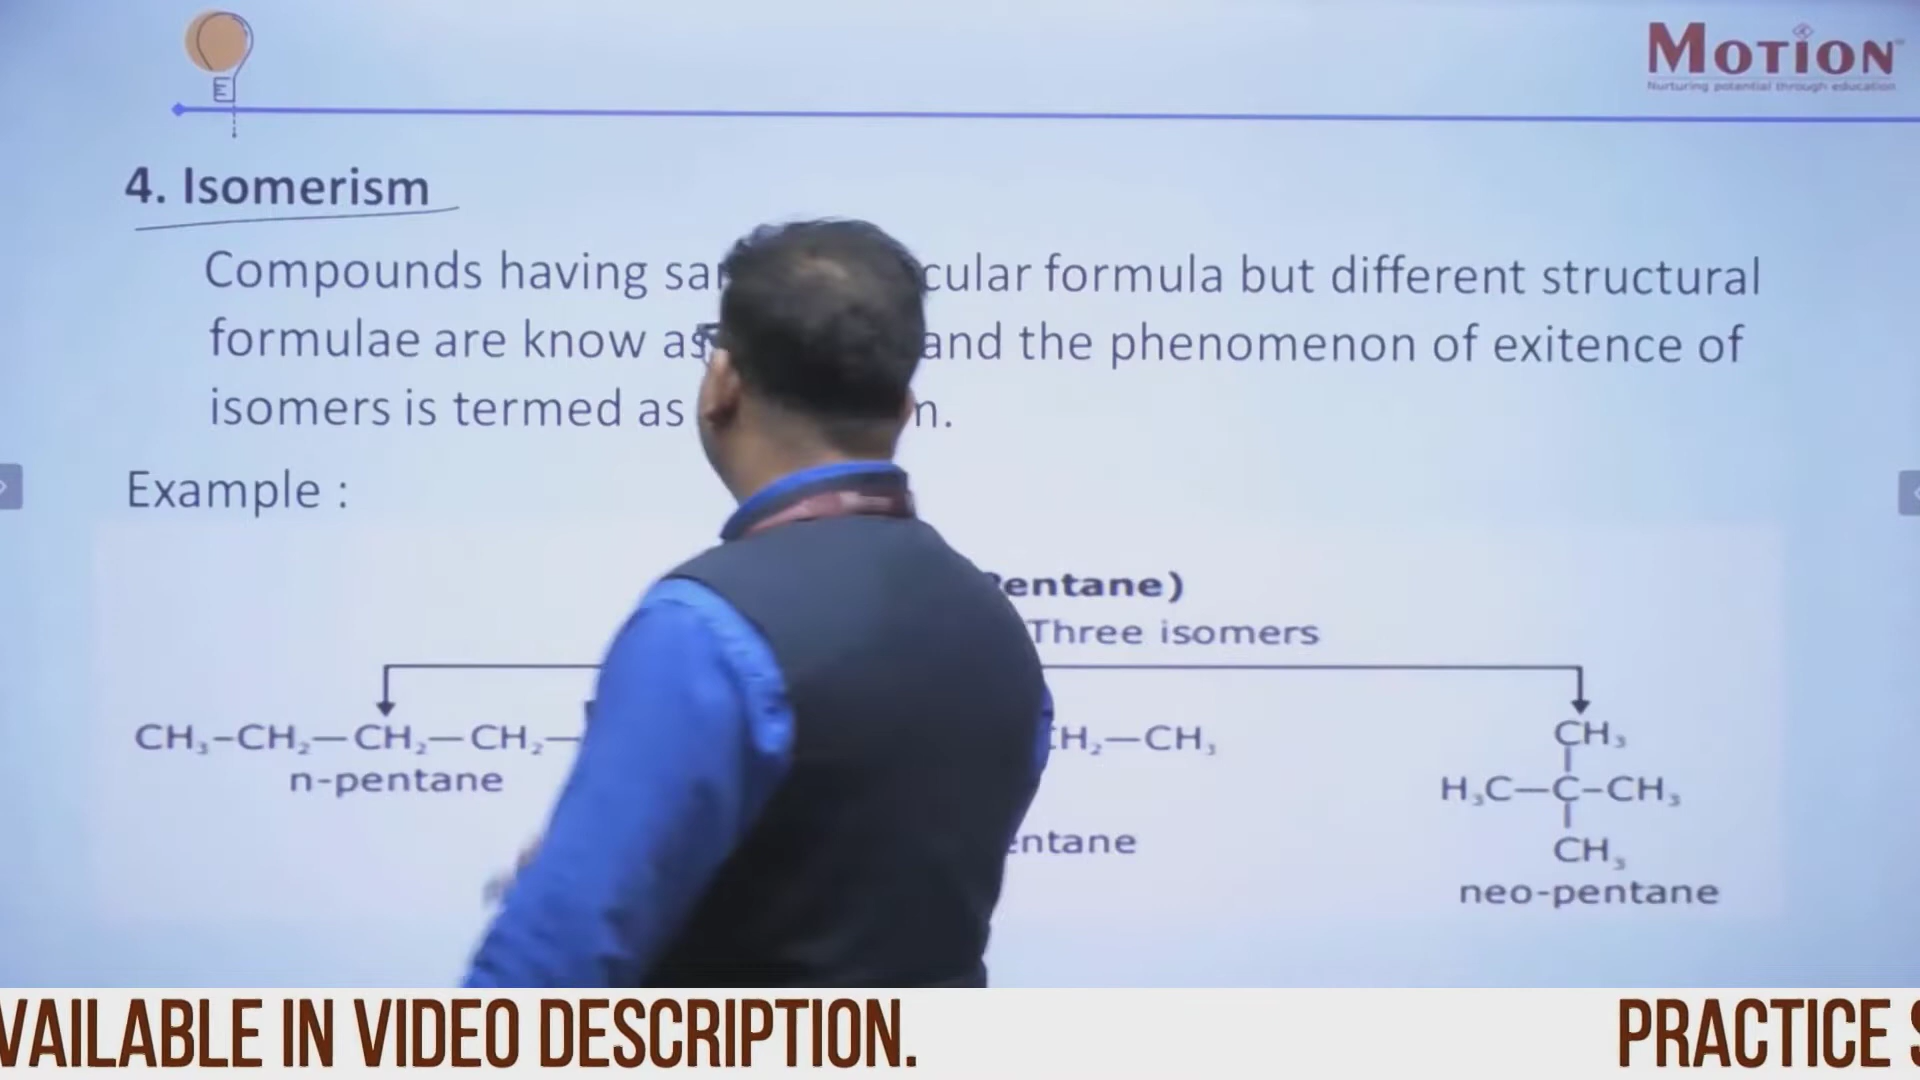 MOTION
Nurturing potential through education
4. Isomerism
Compounds having cular formula but different structural
formulae are know as and the phenomenon of exitence of
isomers is termed as n.
Example :
entane)
Three isomers
CH₃–CH₂—CH₂—CH₂—
n-pentane
H₂—CH₃
entane
CH₃
H₃C—C–CH₃
CH₃
neo-pentane
VAILABLE IN VIDEO DESCRIPTION.
PRACTICE S